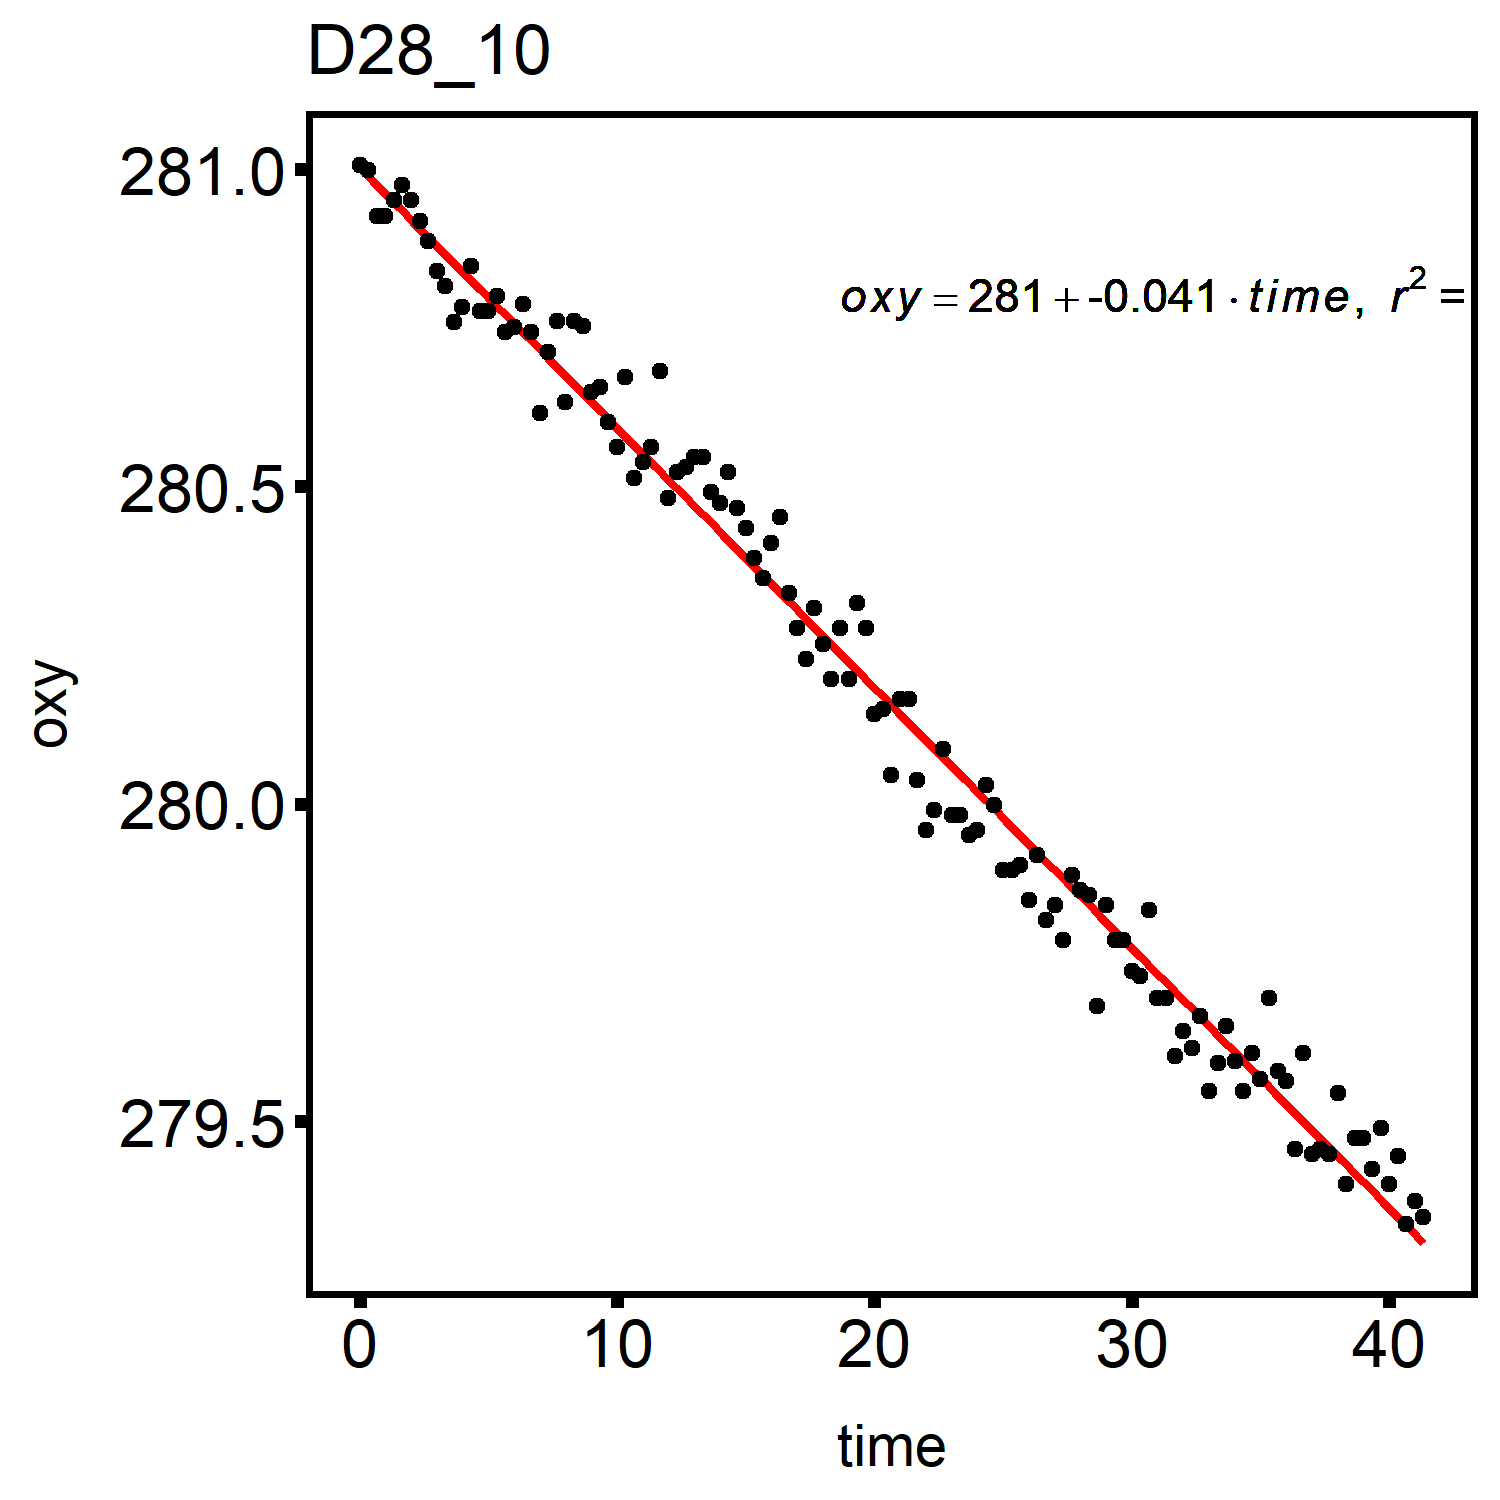 D28_10
281.0
280.5
280.0
279.5
oxy
oxy = 281 + -0.041 · time, r² =
0 10 20 30 40
time